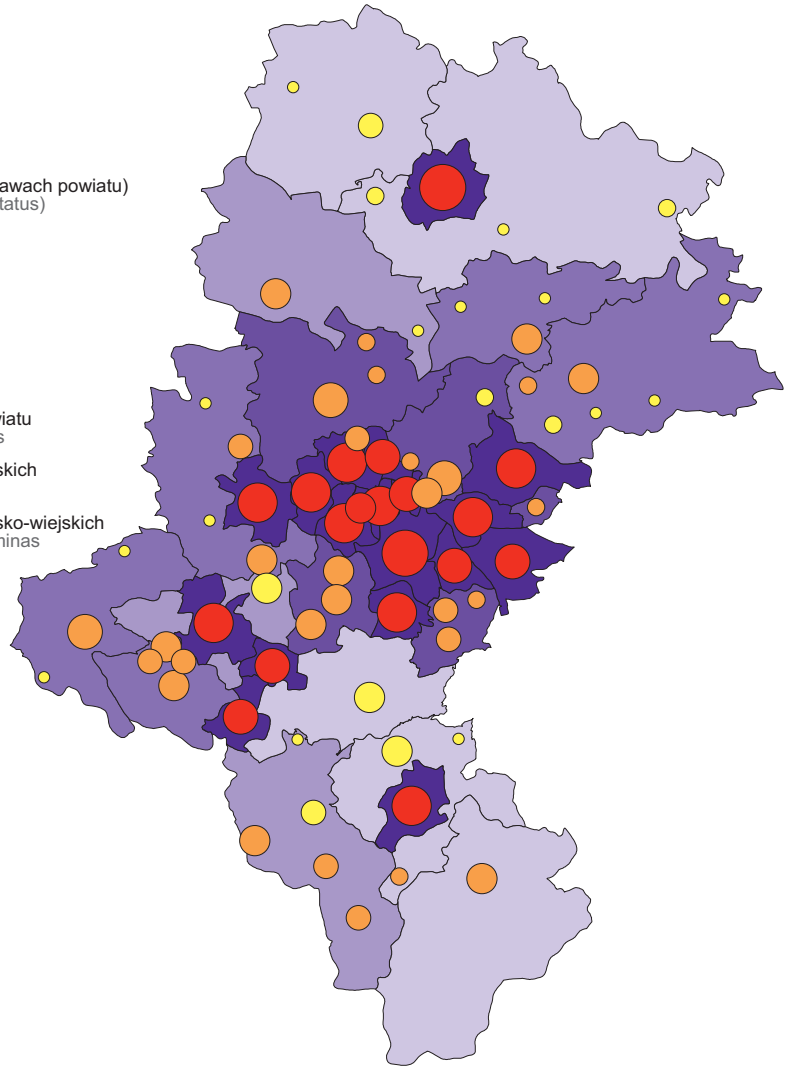 awach powiatu)
tatus)
wiatu
s
skich
sko-wiejskich
minas